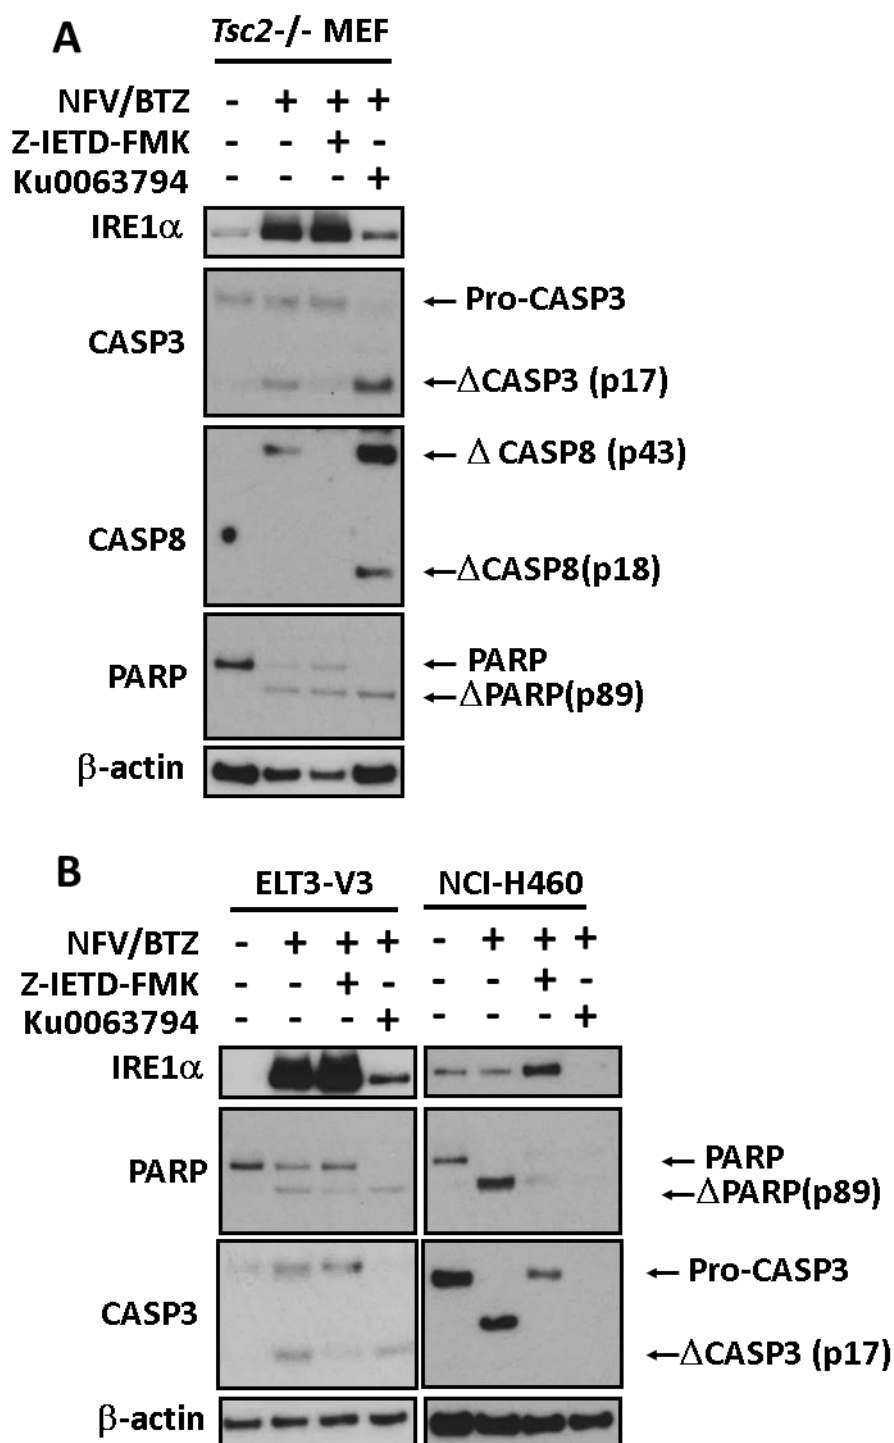 A
Tsc2-/- MEF
NFV/BTZ - + + +
Z-IETD-FMK - - + -
Ku0063794 - - - +
IRE1α
CASP3
← Pro-CASP3
←ΔCASP3 (p17)
CASP8
← Δ CASP8 (p43)
←ΔCASP8(p18)
PARP
← PARP
←ΔPARP(p89)
β-actin
B
ELT3-V3 NCI-H460
NFV/BTZ - + + + - + + +
Z-IETD-FMK - - + - - - + -
Ku0063794 - - - + - - - +
IRE1α
PARP
← PARP
←ΔPARP(p89)
CASP3
← Pro-CASP3
←ΔCASP3 (p17)
β-actin